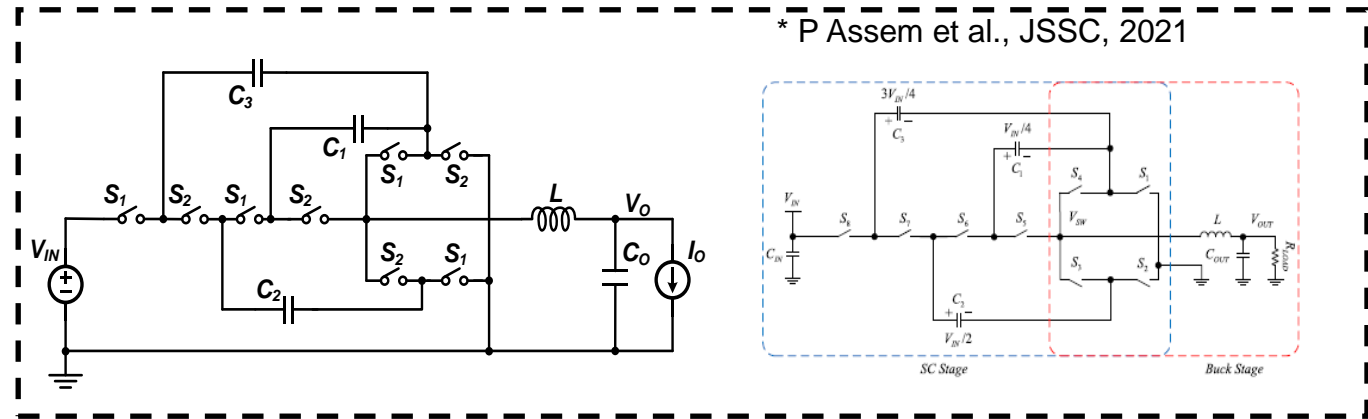 * P Assem et al., JSSC, 2021
C3
C1
S1 S2
S1 S2 S1 S2
L VO
VIN
S2 S1
CO IO
C2
3VIN/4
+ −
C3
VIN/4
+ −
C1
S4 S1
VIN
S8 S7 S6 S5 VSW
L VOUT
CIN
COUT RLOAD
S3 S2
C2
+ −
VIN/2
SC Stage Buck Stage